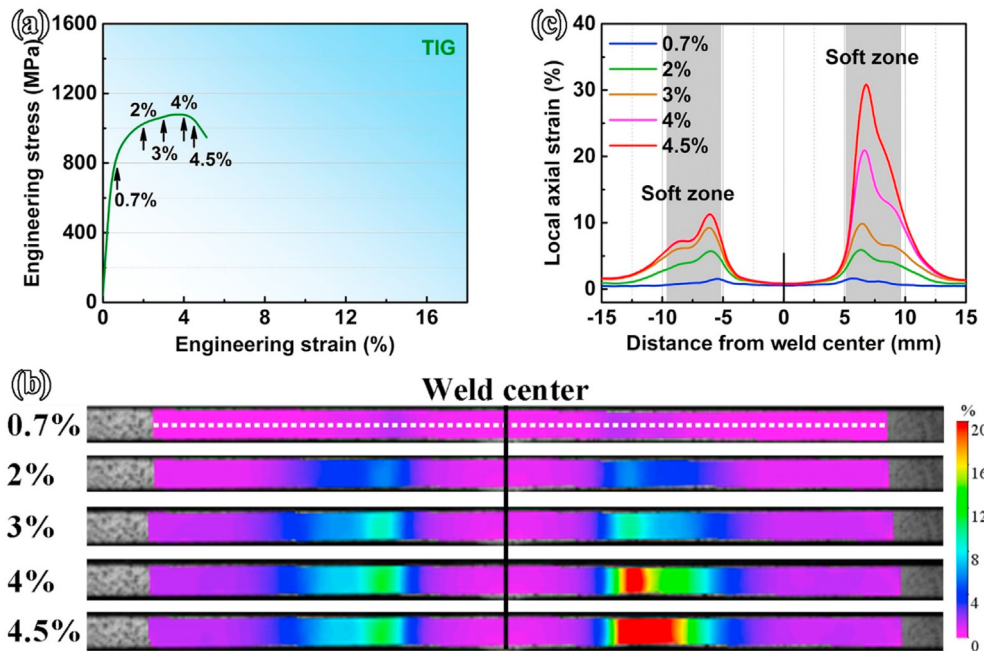 (a)
1600
1200
800
400
0
Engineering stress (MPa)
TIG
0.7%
2%
3%
4%
4.5%
0 4 8 12 16
Engineering strain (%)
(c)
40
30
20
10
0
Local axial strain (%)
0.7%
2%
3%
4%
4.5%
Soft zone
Soft zone
-15 -10 -5 0 5 10 15
Distance from weld center (mm)
(b)
Weld center
0.7%
2%
3%
4%
4.5%
%
20
16
12
8
4
0